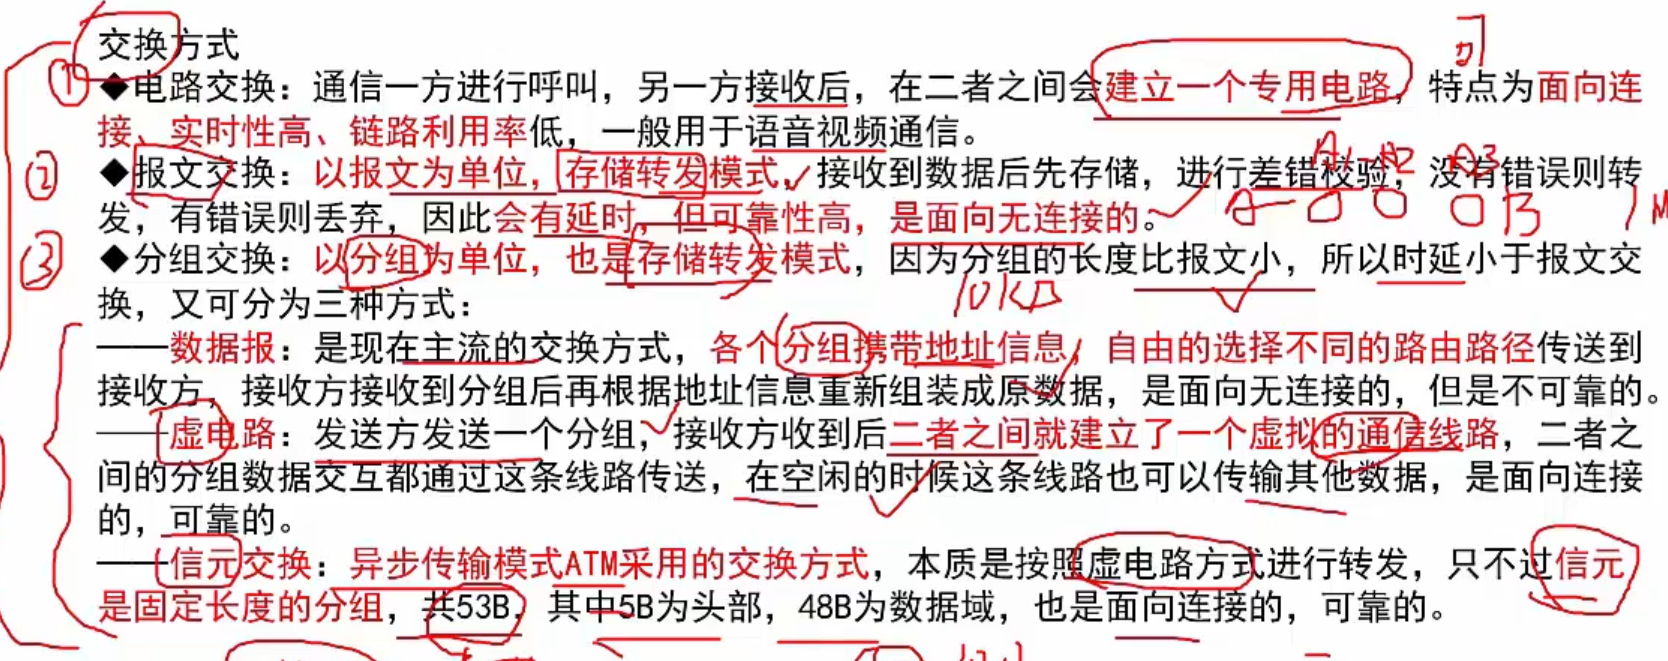 交换方式
◆电路交换：通信一方进行呼叫，另一方接收后，在二者之间会建立一个专用电路，特点为面向连
接、实时性高、链路利用率低，一般用于语音视频通信。
◆报文交换：以报文为单位，存储转发模式，接收到数据后先存储，进行差错校验，没有错误则转
发，有错误则丢弃，因此会有延时，但可靠性高，是面向无连接的。
◆分组交换：以分组为单位，也是存储转发模式，因为分组的长度比报文小，所以时延小于报文交
换，又可分为三种方式：
——数据报：是现在主流的交换方式，各个分组携带地址信息，自由的选择不同的路由路径传送到
接收方，接收方接收到分组后再根据地址信息重新组装成原数据，是面向无连接的，但是不可靠的。
——虚电路：发送方发送一个分组，接收方收到后二者之间就建立了一个虚拟的通信线路，二者之
间的分组数据交互都通过这条线路传送，在空闲的时候这条线路也可以传输其他数据，是面向连接
的，可靠的。
——信元交换：异步传输模式ATM采用的交换方式，本质是按照虚电路方式进行转发，只不过信元
是固定长度的分组，共53B，其中5B为头部，48B为数据域，也是面向连接的，可靠的。
①
②
③
A1 A2 A3
A B 1M
10KB